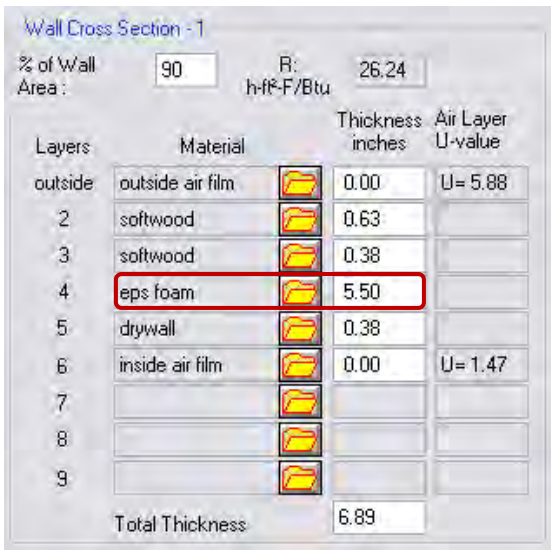 Wall Cross Section - 1
% of Wall Area : 90 R: h-ft²-F/Btu 26.24
Layers Material Thickness inches Air Layer U-value
outside outside air film 0.00 U= 5.88
2 softwood 0.63
3 softwood 0.38
4 eps foam 5.50
5 drywall 0.38
6 inside air film 0.00 U= 1.47
7
8
9
Total Thickness 6.89